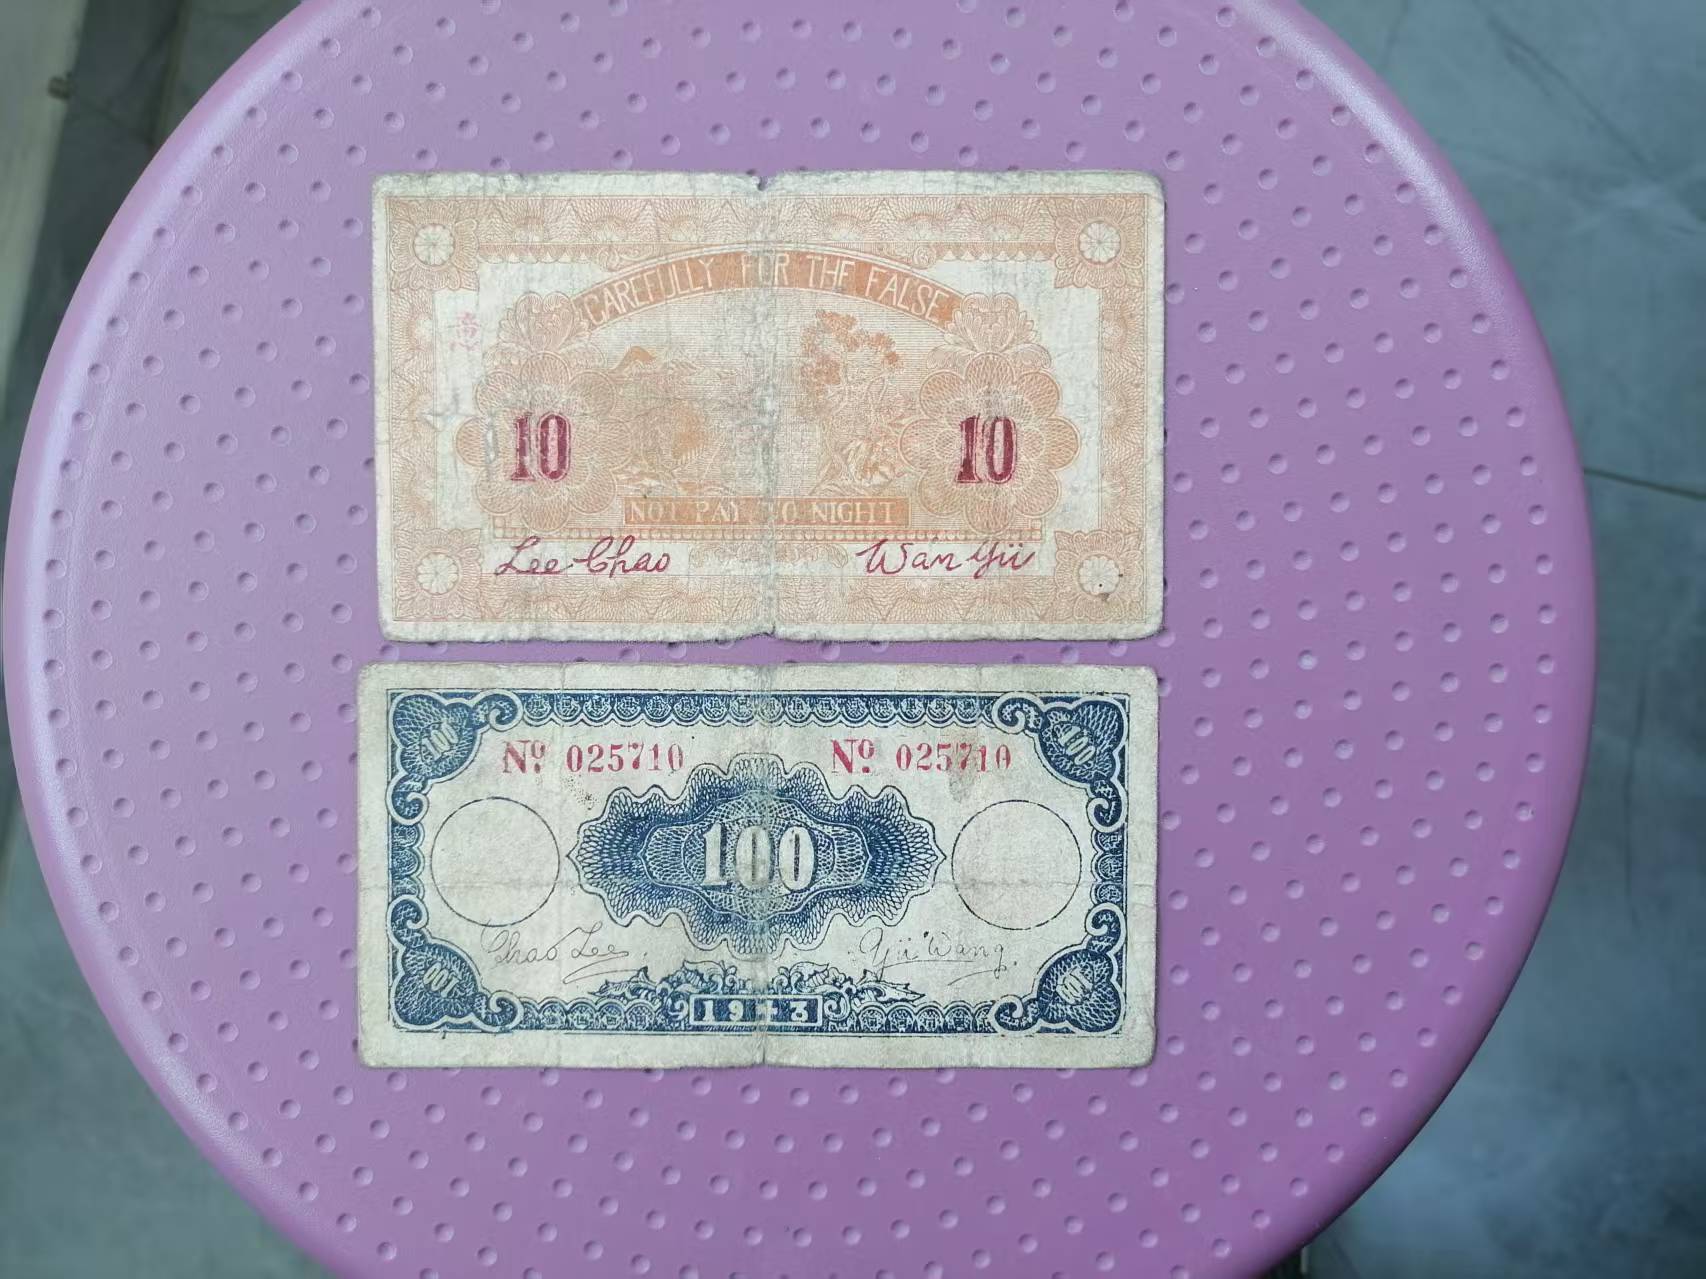 CAREFULLY FOR THE FALSE
10 10
NOT PAY TO NIGHT
Lee Chao Wan Yü
100 100
Nº 025710 Nº 025710
100
Chao Lee. Yü Wang.
100 100
1943